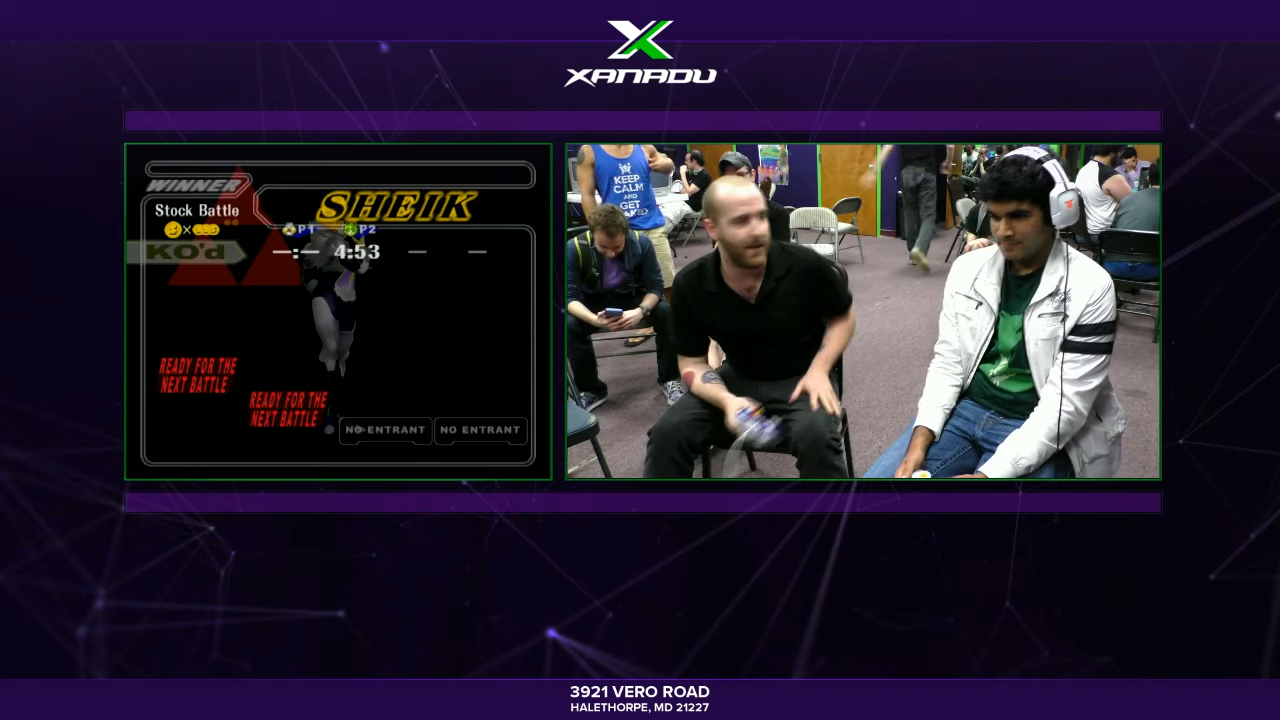 XANADU
WINNER
Stock Battle
SHEIK
P1
P2
KO'd
—:— 4:53 — —
READY FOR THE
NEXT BATTLE
READY FOR THE
NEXT BATTLE
NO ENTRANT
NO ENTRANT
KEEP
CALM
AND
GET
3921 VERO ROAD
HALETHORPE, MD 21227